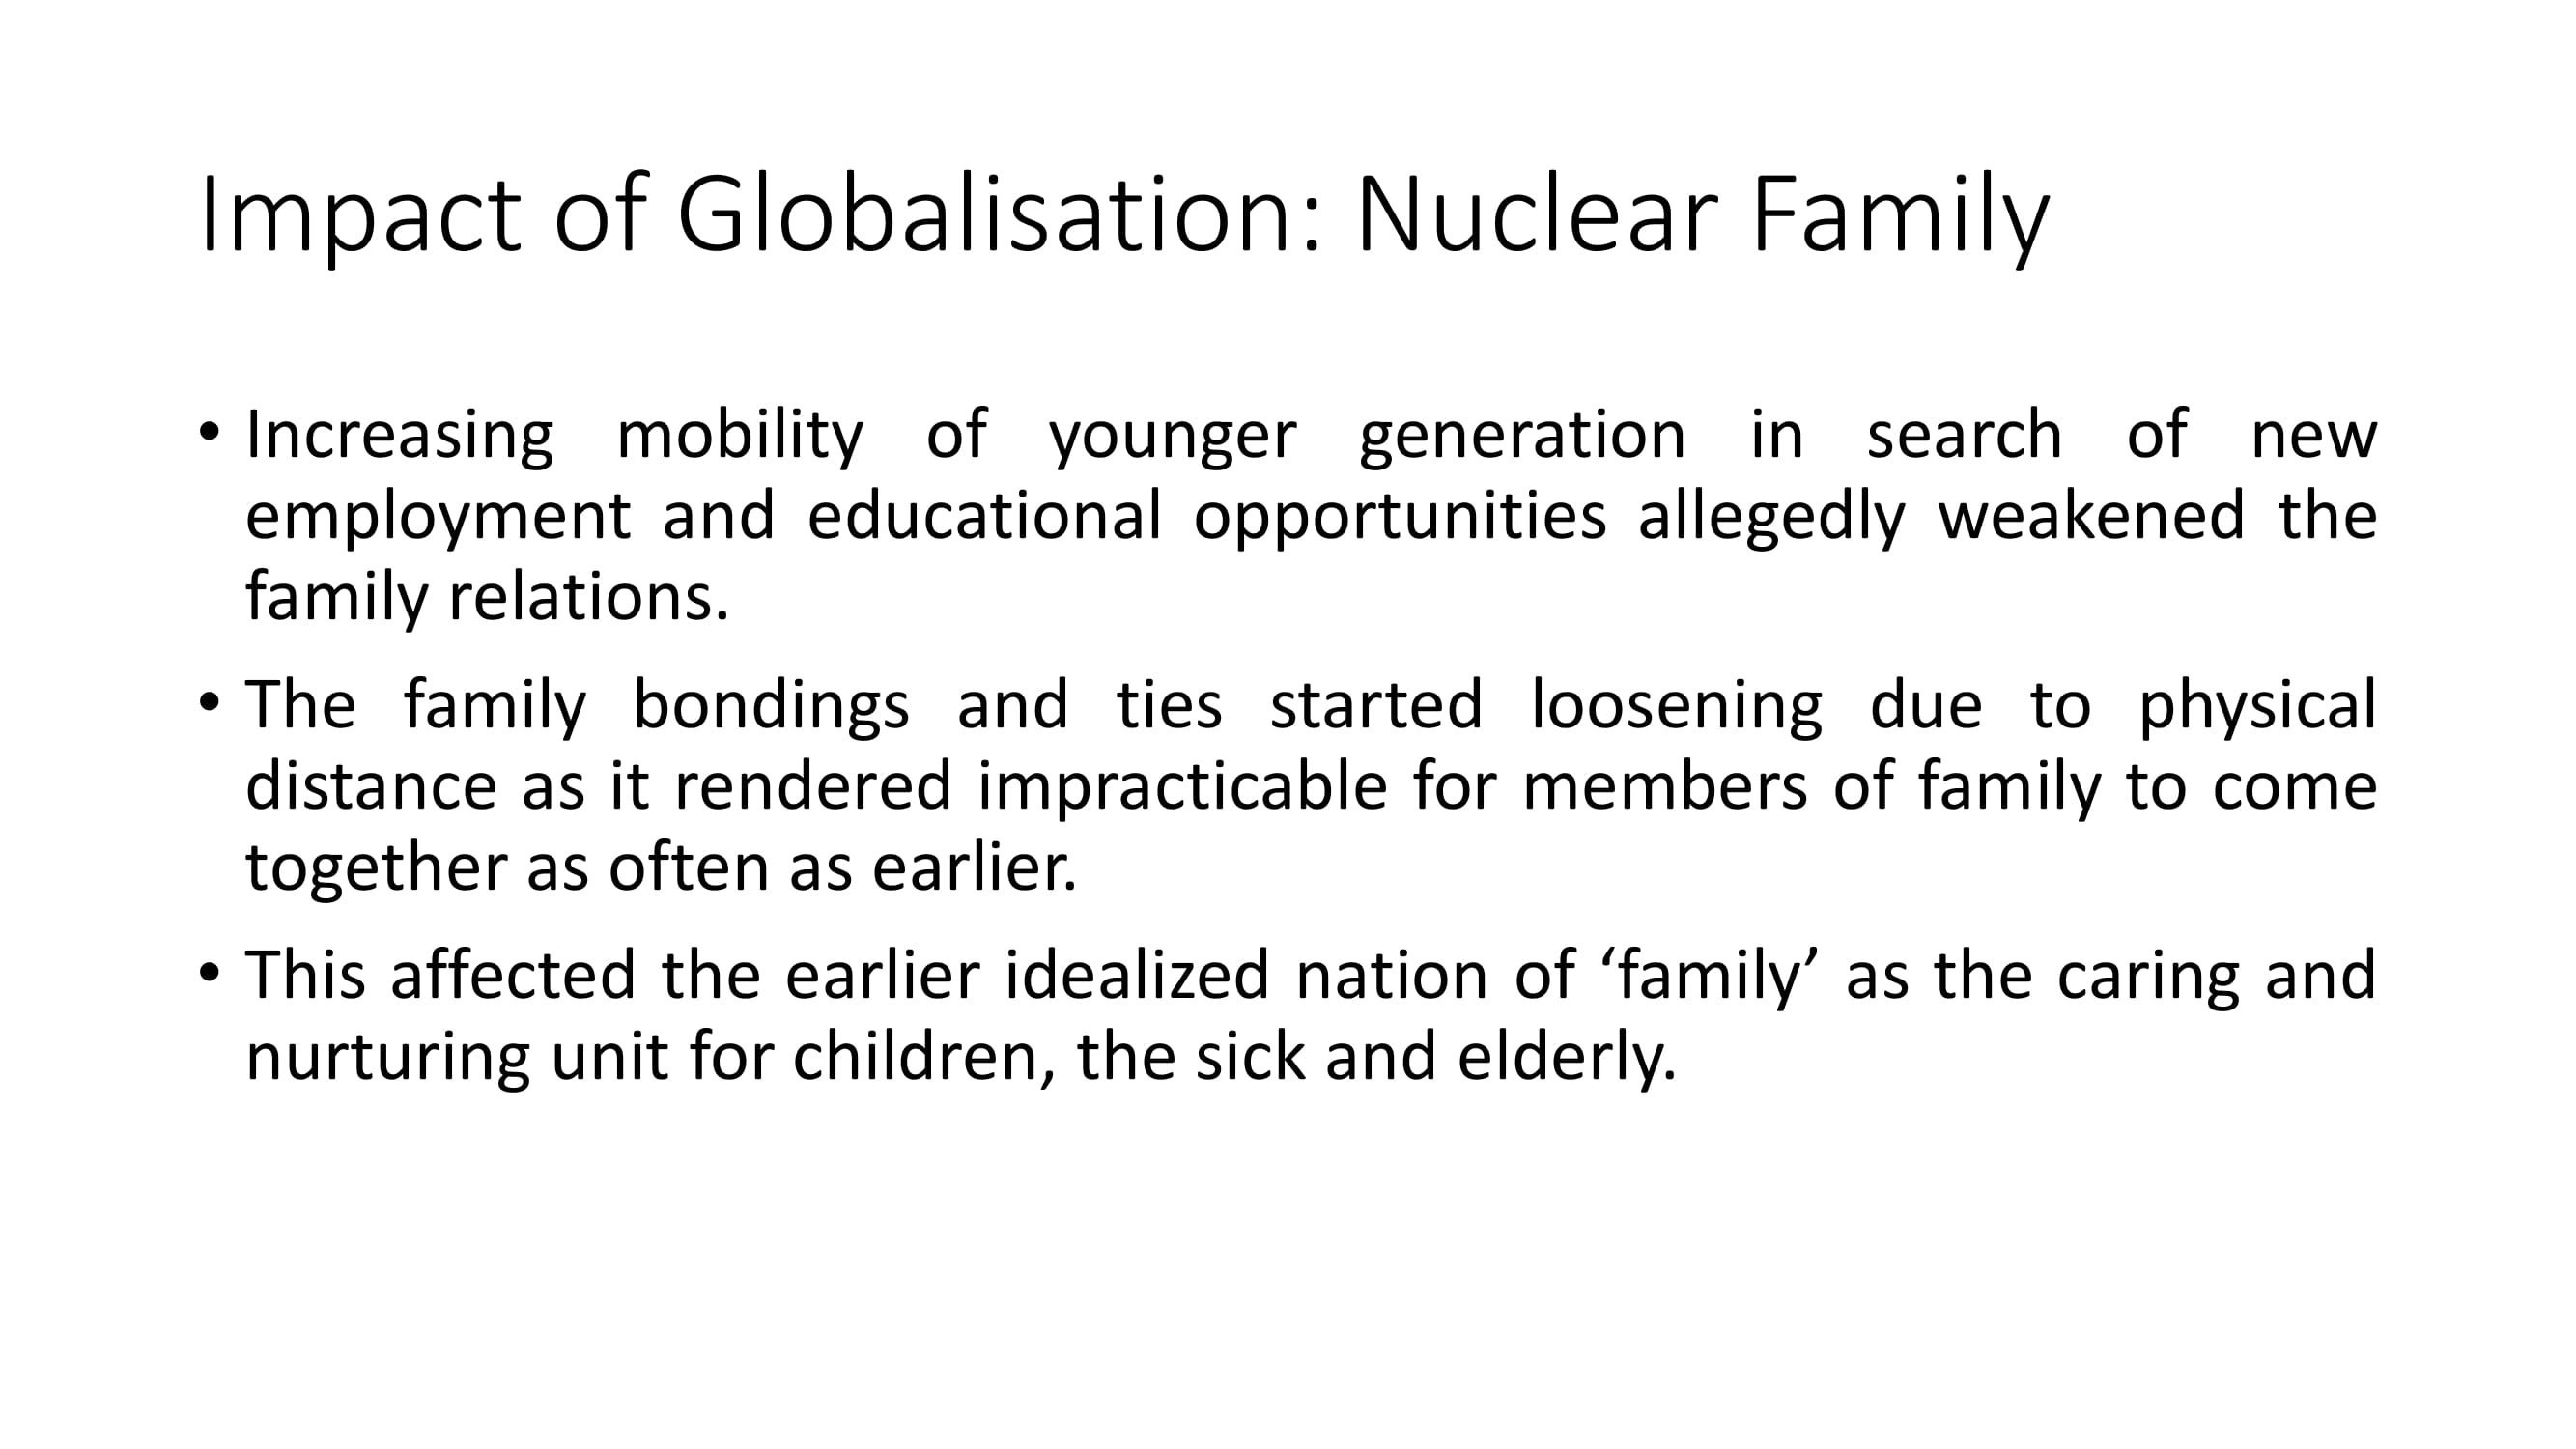 Impact of Globalisation: Nuclear Family
• Increasing mobility of younger generation in search of new
employment and educational opportunities allegedly weakened the
family relations.
• The family bondings and ties started loosening due to physical
distance as it rendered impracticable for members of family to come
together as often as earlier.
• This affected the earlier idealized nation of ‘family’ as the caring and
nurturing unit for children, the sick and elderly.